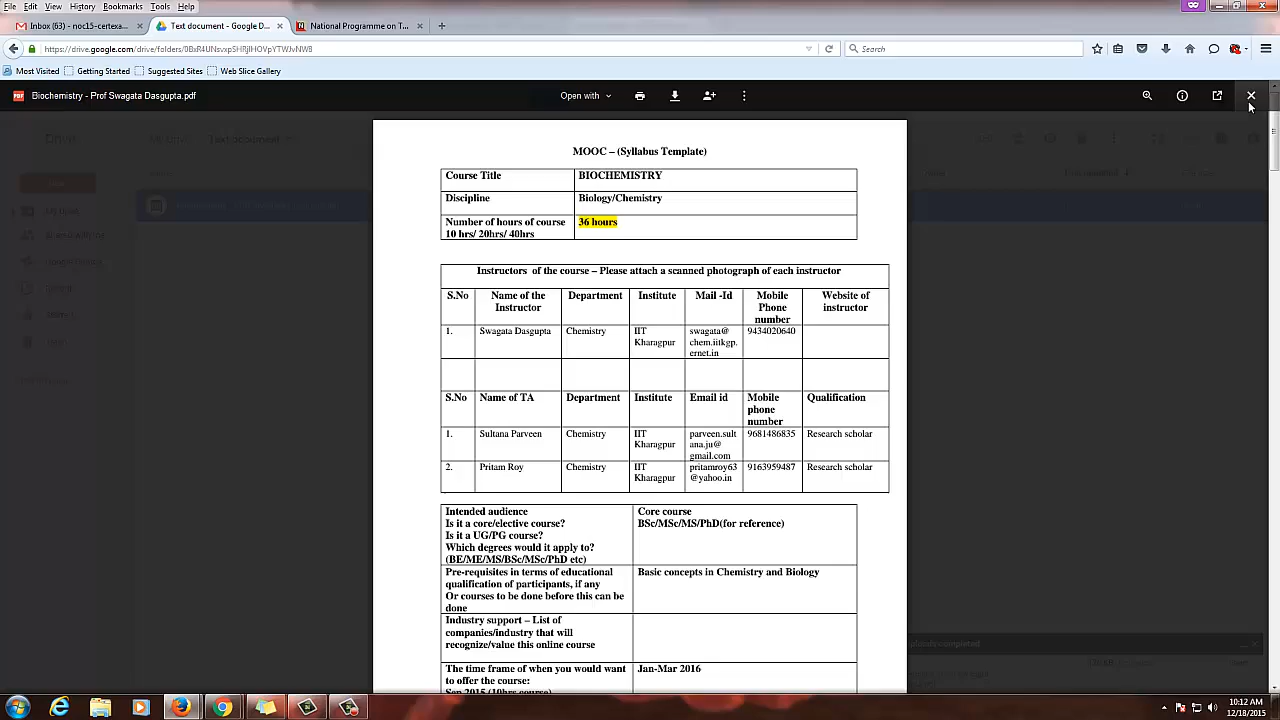 File Edit View History Bookmarks Tools Help
Inbox (63) - noc15-certexa... × Text document - Google D... × National Programme on T... × +
https://drive.google.com/drive/folders/
Search
Most Visited Getting Started Suggested Sites Web Slice Gallery
PDF Biochemistry - Prof Swagata Dasgupta.pdf Open with
Drive
MOOC – (Syllabus Template)
Course Title BIOCHEMISTRY
Discipline Biology/Chemistry
Number of hours of course 36 hours
10 hrs/ 20hrs/ 40hrs
Instructors of the course – Please attach a scanned photograph of each instructor
S.No Name of the Department Institute Mail -Id Mobile Website of
Instructor Phone instructor
number
1. Swagata Dasgupta Chemistry IIT swagata@ 9434020640
Kharagpur chem.iitkgp.
ernet.in
S.No Name of TA Department Institute Email id Mobile Qualification
phone
number
1. Sultana Parveen Chemistry IIT parveen.sult 9681486835 Research scholar
Kharagpur ana.ju@
gmail.com
2. Pritam Roy Chemistry IIT pritamroy63 9163959487 Research scholar
Kharagpur @yahoo.in
Intended audience Core course
Is it a core/elective course? BSc/MSc/MS/PhD(for reference)
Is it a UG/PG course?
Which degrees would it apply to?
(BE/ME/MS/BSc/MSc/PhD etc)
Pre-requisites in terms of educational Basic concepts in Chemistry and Biology
qualification of participants, if any
Or courses to be done before this can be
done
Industry support – List of
companies/industry that will
recognize/value this online course
The time frame of when you would want Jan-Mar 2016
to offer the course:
Sep 2015 (10hrs course)
10:12 AM
12/18/2015